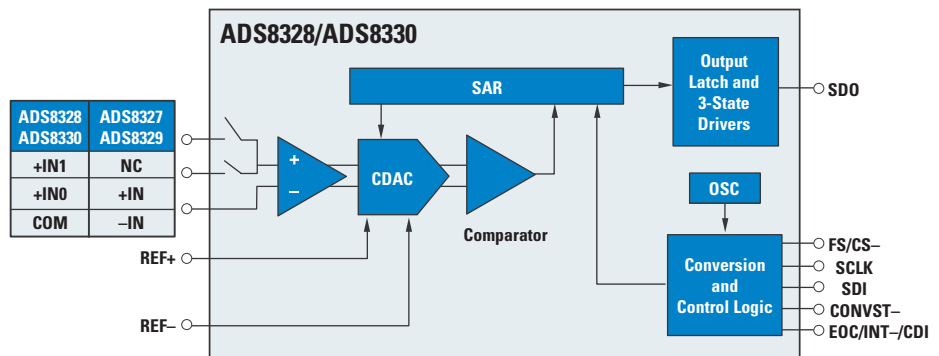 ADS8328/ADS8330
Output
Latch and
3-State
Drivers
SDO
SAR
ADS8328 ADS8327
ADS8330 ADS8329
+IN1 NC
+IN0 +IN
COM –IN
+
–
CDAC
Comparator
OSC
REF+
REF–
Conversion
and
Control Logic
FS/CS–
SCLK
SDI
CONVST–
EOC/INT–/CDI